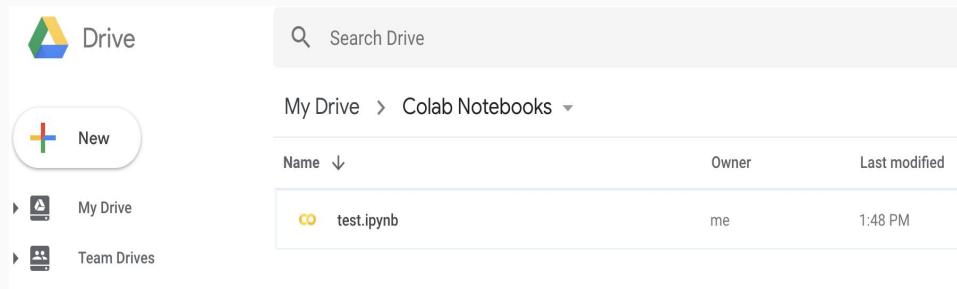 Drive
Search Drive
My Drive > Colab Notebooks
New
Name Owner Last modified
My Drive
test.ipynb me 1:48 PM
Team Drives